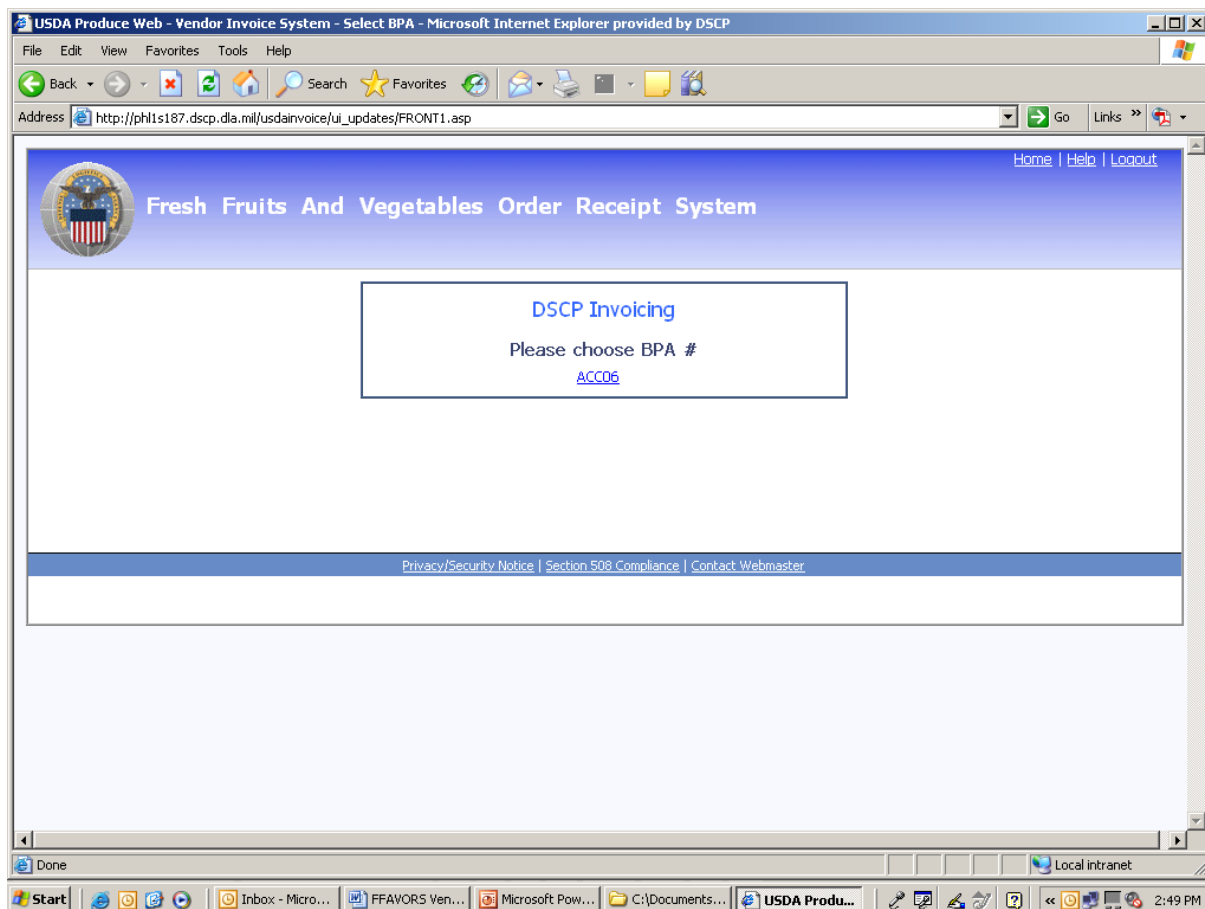 USDA Produce Web - Vendor Invoice System - Select BPA - Microsoft Internet Explorer provided by DSCP
File Edit View Favorites Tools Help
Back Search Favorites
Address http://phl1s187.dscp.dla.mil/usdainvoice/ui_updates/FRONT1.asp Go Links »
Home | Help | Logout
Fresh Fruits And Vegetables Order Receipt System
DSCP Invoicing
Please choose BPA #
ACC06
Privacy/Security Notice | Section 508 Compliance | Contact Webmaster
Done Local intranet
Start Inbox - Micro... FFAVORS Ven... Microsoft Pow... C:\Documents... USDA Produ... « 2:49 PM